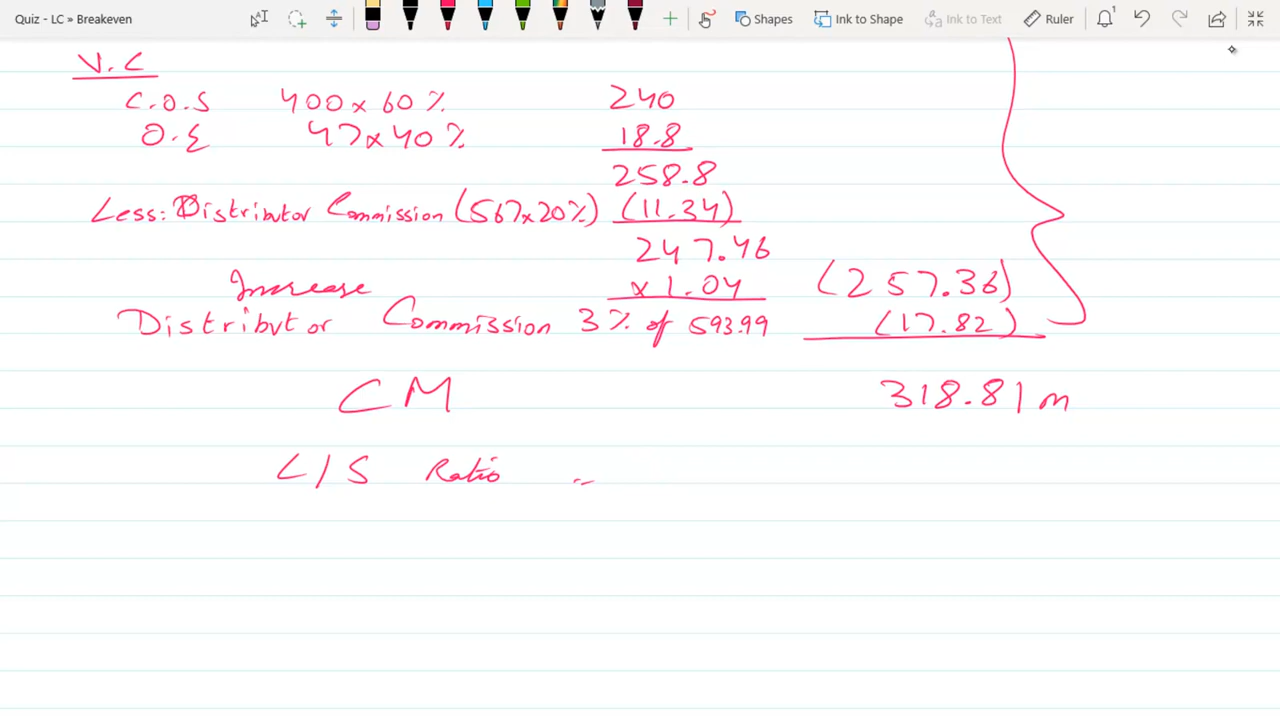 Quiz - LC » Breakeven Shapes Ink to Shape Ink to Text Ruler
V.C
C.O.S 400 x 60% 240
O.E 47 x 40% 18.8
258.8
Less: Distributor Commission (567 x 20%) (11.34)
247.46
Increase x 1.04 (257.36)
Distributor Commission 3% of 593.99 (17.82)
CM 318.81 m
C/S Ratio =